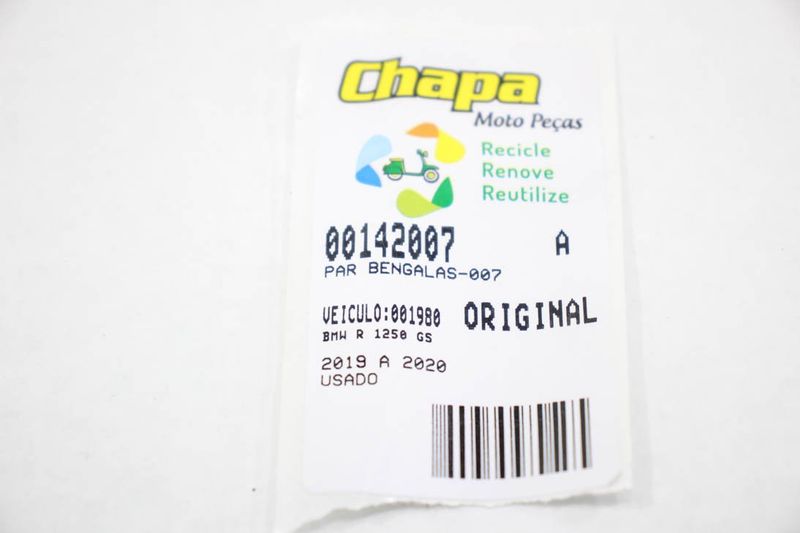 Chapa
Moto Peças
Recicle
Renove
Reutilize
00142007 A
PAR BENGALAS-007
VEICULO:001980 ORIGINAL
BMW R 1250 GS
2019 A 2020
USADO